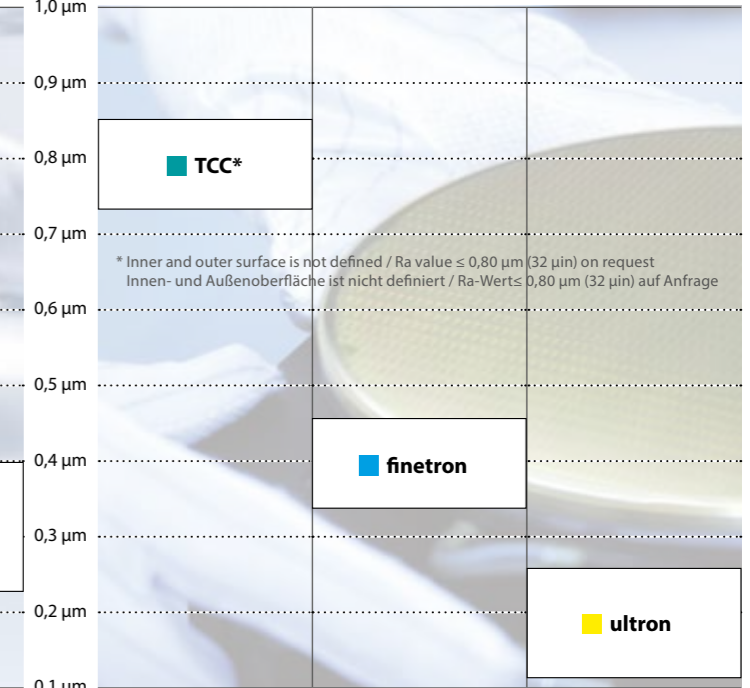 1,0 µm
0,9 µm
TCC*
0,8 µm
0,7 µm
* Inner and outer surface is not defined / Ra value ≤ 0,80 µm (32 µin) on request
Innen- und Außenoberfläche ist nicht definiert / Ra-Wert≤ 0,80 µm (32 µin) auf Anfrage
0,6 µm
0,5 µm
0,4 µm
finetron
0,3 µm
0,2 µm
ultron
0,1 µm